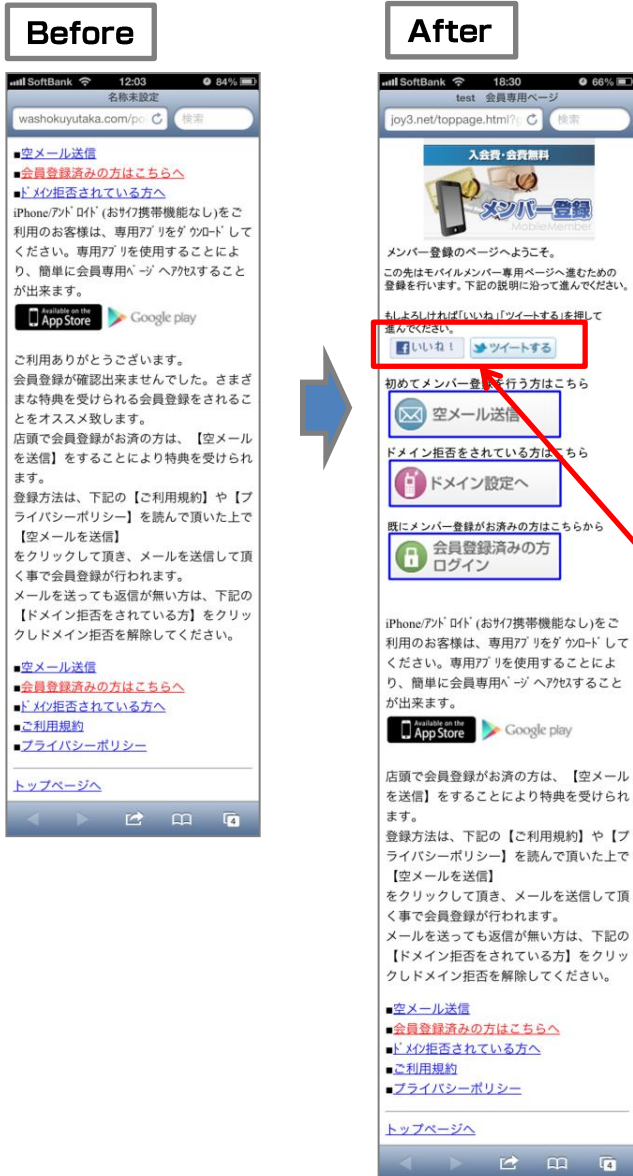 Before
SoftBank 12:03 84%
名称未設定
washokuyutaka.com/po 検索
■空メール送信
■会員登録済みの方はこちらへ
■ドメイン拒否されている方へ
iPhone/アンドロイド(おサイフ携帯機能なし)をご
利用のお客様は、専用アプリをダウンロードして
ください。専用アプリを使用することによ
り、簡単に会員専用ページへアクセスすること
が出来ます。
Available on the
App Store Google play
ご利用ありがとうございます。
会員登録が確認出来ませんでした。さまざ
まな特典を受けられる会員登録をされるこ
とをオススメ致します。
店頭で会員登録がお済の方は、【空メール
を送信】をすることにより特典を受けられ
ます。
登録方法は、下記の【ご利用規約】や【プ
ライバシーポリシー】を読んで頂いた上で
【空メールを送信】
をクリックして頂き、メールを送信して頂
く事で会員登録が行われます。
メールを送っても返信が無い方は、下記の
【ドメイン拒否をされている方】をクリッ
クしドメイン拒否を解除してください。
■空メール送信
■会員登録済みの方はこちらへ
■ドメイン拒否されている方へ
■ご利用規約
■プライバシーポリシー
トップページへ
4
After
SoftBank 18:30 66%
test 会員専用ページ
joy3.net/toppage.html? 検索
入会費・会費無料
メンバー登録
MobileMember
メンバー登録のページへようこそ。
この先はモバイルメンバー専用ページへ進むための
登録を行います。下記の説明に沿って進んでください。
もしよろしければ「いいね」「ツイートする」を押して
進んでください。
いいね! ツイートする
初めてメンバー登録を行う方はこちら
空メール送信
ドメイン拒否をされている方はこちら
ドメイン設定へ
既にメンバー登録がお済みの方はこちらから
会員登録済みの方
ログイン
iPhone/アンドロイド(おサイフ携帯機能なし)をご
利用のお客様は、専用アプリをダウンロードして
ください。専用アプリを使用することによ
り、簡単に会員専用ページへアクセスすること
が出来ます。
Available on the
App Store Google play
店頭で会員登録がお済の方は、【空メール
を送信】をすることにより特典を受けられ
ます。
登録方法は、下記の【ご利用規約】や【プ
ライバシーポリシー】を読んで頂いた上で
【空メールを送信】
をクリックして頂き、メールを送信して頂
く事で会員登録が行われます。
メールを送っても返信が無い方は、下記の
【ドメイン拒否をされている方】をクリッ
クしドメイン拒否を解除してください。
■空メール送信
■会員登録済みの方はこちらへ
■ドメイン拒否されている方へ
■ご利用規約
■プライバシーポリシー
トップページへ
4